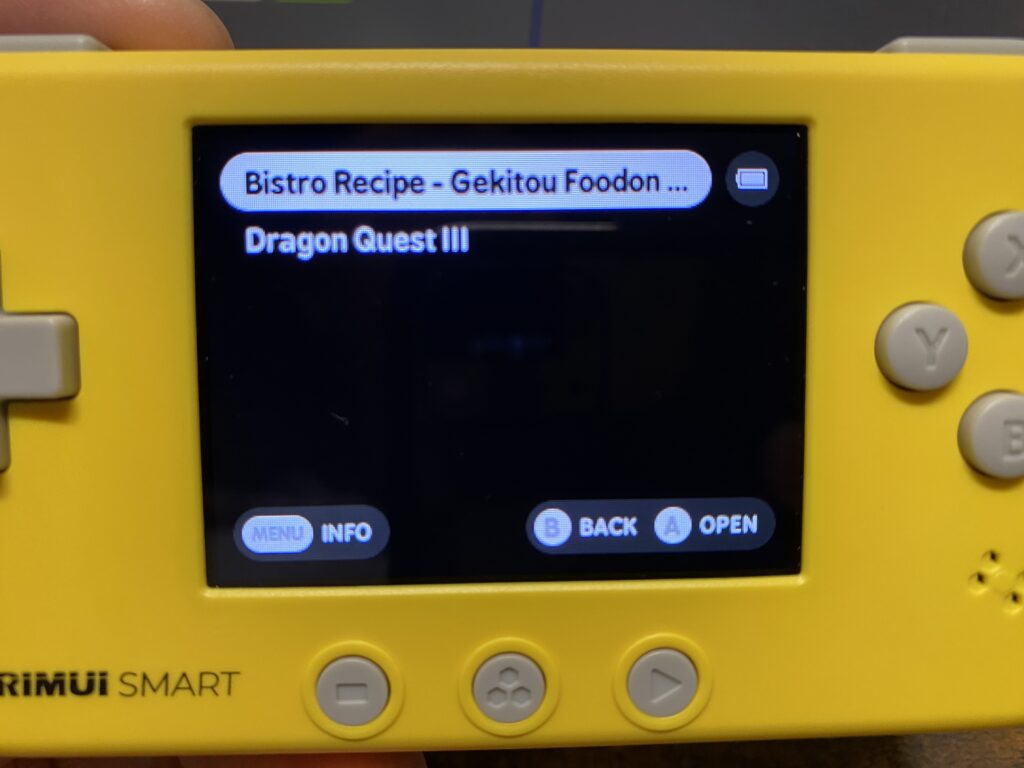 Bistro Recipe - Gekitou Foodon ...
Dragon Quest III
MENU INFO
B BACK A OPEN
X
Y
B
RIMUI SMART